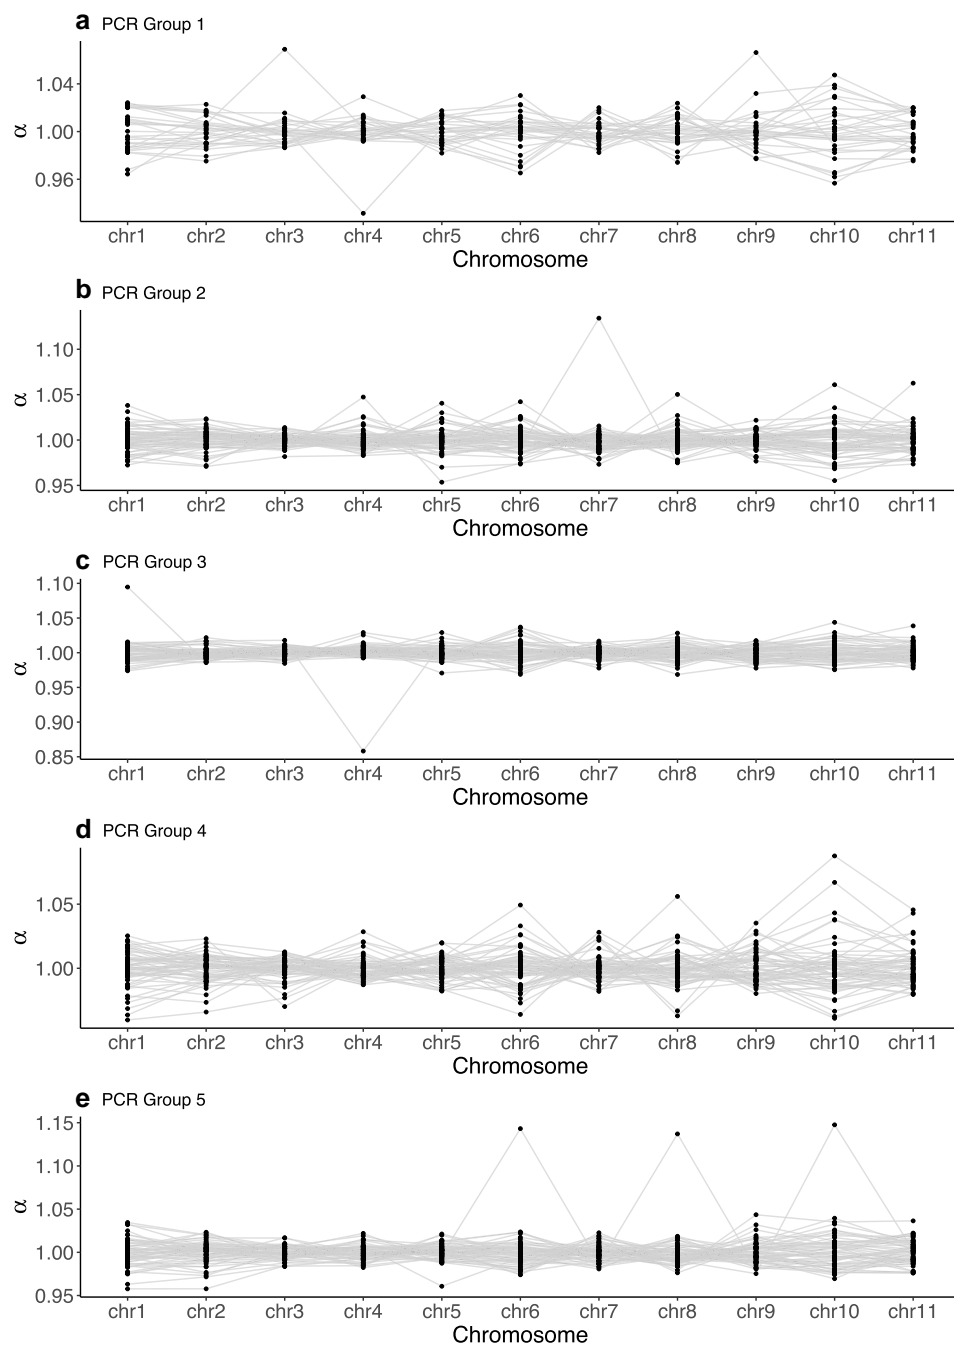 a PCR Group 1
1.04
1.00
0.96
α
chr1 chr2 chr3 chr4 chr5 chr6 chr7 chr8 chr9 chr10 chr11
Chromosome
b PCR Group 2
1.10
1.05
1.00
0.95
α
chr1 chr2 chr3 chr4 chr5 chr6 chr7 chr8 chr9 chr10 chr11
Chromosome
c PCR Group 3
1.10
1.05
1.00
0.95
0.90
0.85
α
chr1 chr2 chr3 chr4 chr5 chr6 chr7 chr8 chr9 chr10 chr11
Chromosome
d PCR Group 4
1.05
1.00
α
chr1 chr2 chr3 chr4 chr5 chr6 chr7 chr8 chr9 chr10 chr11
Chromosome
e PCR Group 5
1.15
1.10
1.05
1.00
0.95
α
chr1 chr2 chr3 chr4 chr5 chr6 chr7 chr8 chr9 chr10 chr11
Chromosome